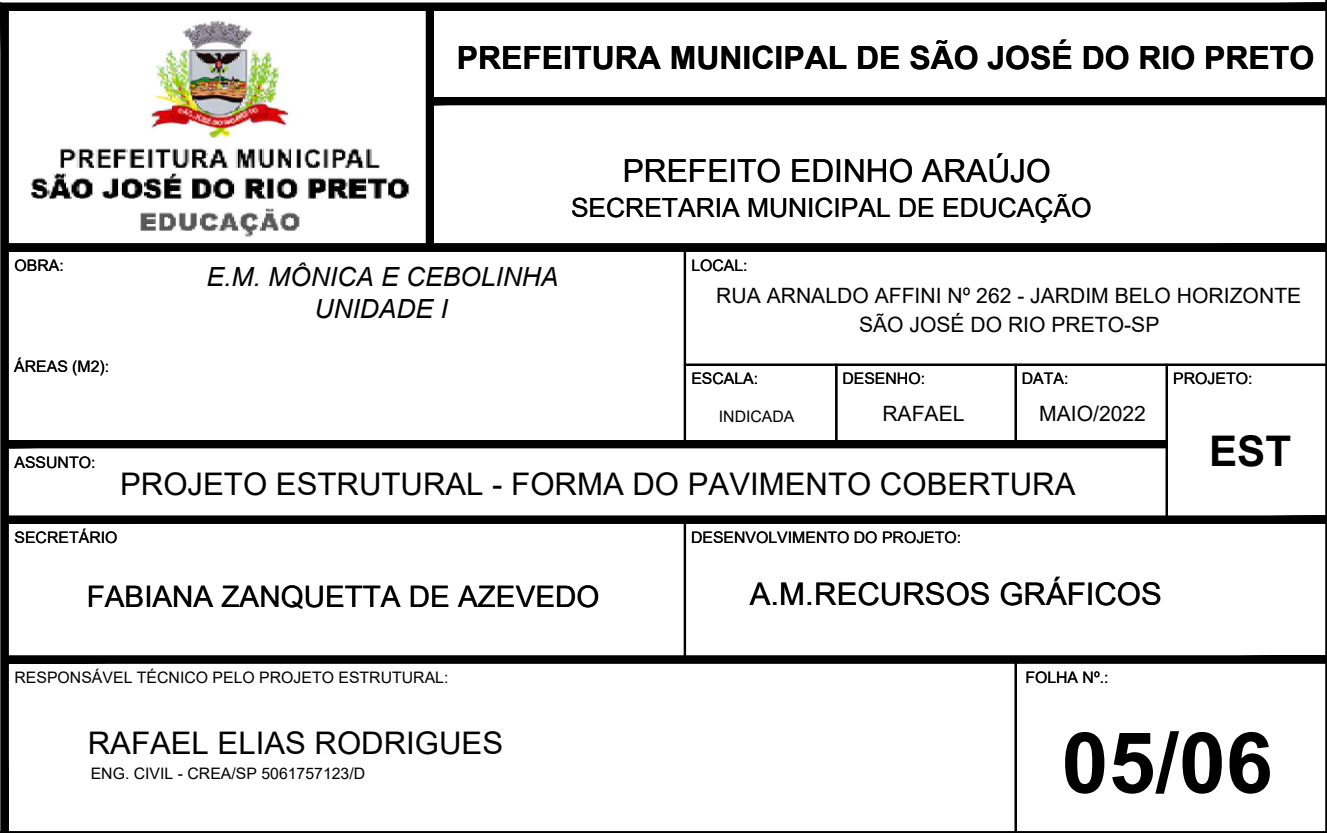 PREFEITURA MUNICIPAL
SÃO JOSÉ DO RIO PRETO
EDUCAÇÃO
PREFEITURA MUNICIPAL DE SÃO JOSÉ DO RIO PRETO
PREFEITO EDINHO ARAÚJO
SECRETARIA MUNICIPAL DE EDUCAÇÃO
OBRA:
E.M. MÔNICA E CEBOLINHA
UNIDADE I
ÁREAS (M2):
LOCAL:
RUA ARNALDO AFFINI Nº 262 - JARDIM BELO HORIZONTE
SÃO JOSÉ DO RIO PRETO-SP
ESCALA:
INDICADA
DESENHO:
RAFAEL
DATA:
MAIO/2022
PROJETO:
EST
ASSUNTO:
PROJETO ESTRUTURAL - FORMA DO PAVIMENTO COBERTURA
SECRETÁRIO
FABIANA ZANQUETTA DE AZEVEDO
DESENVOLVIMENTO DO PROJETO:
A.M.RECURSOS GRÁFICOS
RESPONSÁVEL TÉCNICO PELO PROJETO ESTRUTURAL:
RAFAEL ELIAS RODRIGUES
ENG. CIVIL - CREA/SP 5061757123/D
FOLHA Nº.:
05/06